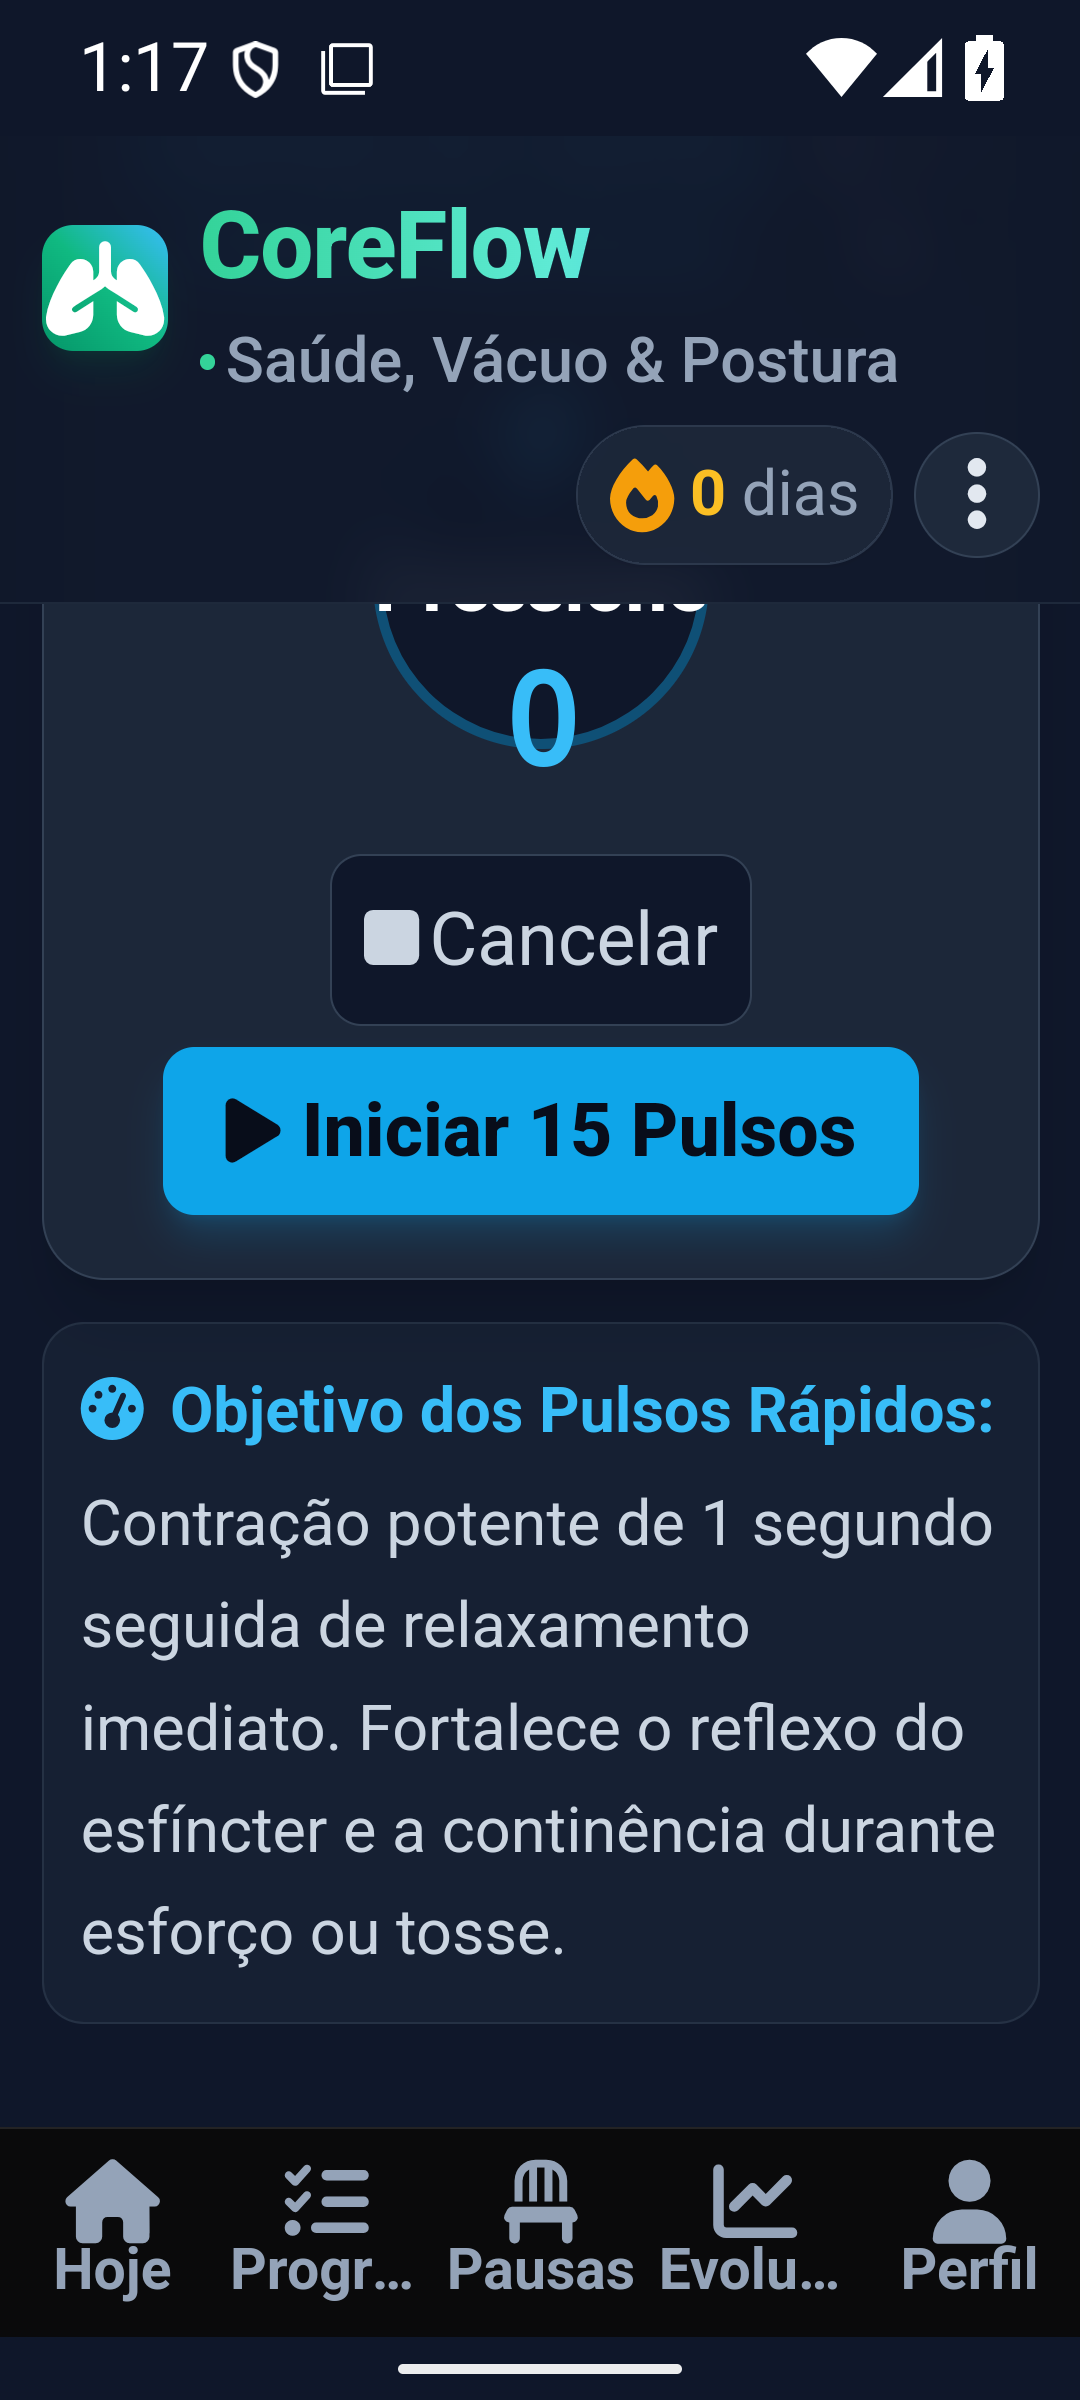 1:17
CoreFlow
Saúde, Vácuo & Postura
0 dias
0
Cancelar
Iniciar 15 Pulsos
Objetivo dos Pulsos Rápidos:
Contração potente de 1 segundo
seguida de relaxamento
imediato. Fortalece o reflexo do
esfíncter e a continência durante
esforço ou tosse.
Hoje
Progr...
Pausas
Evolu...
Perfil